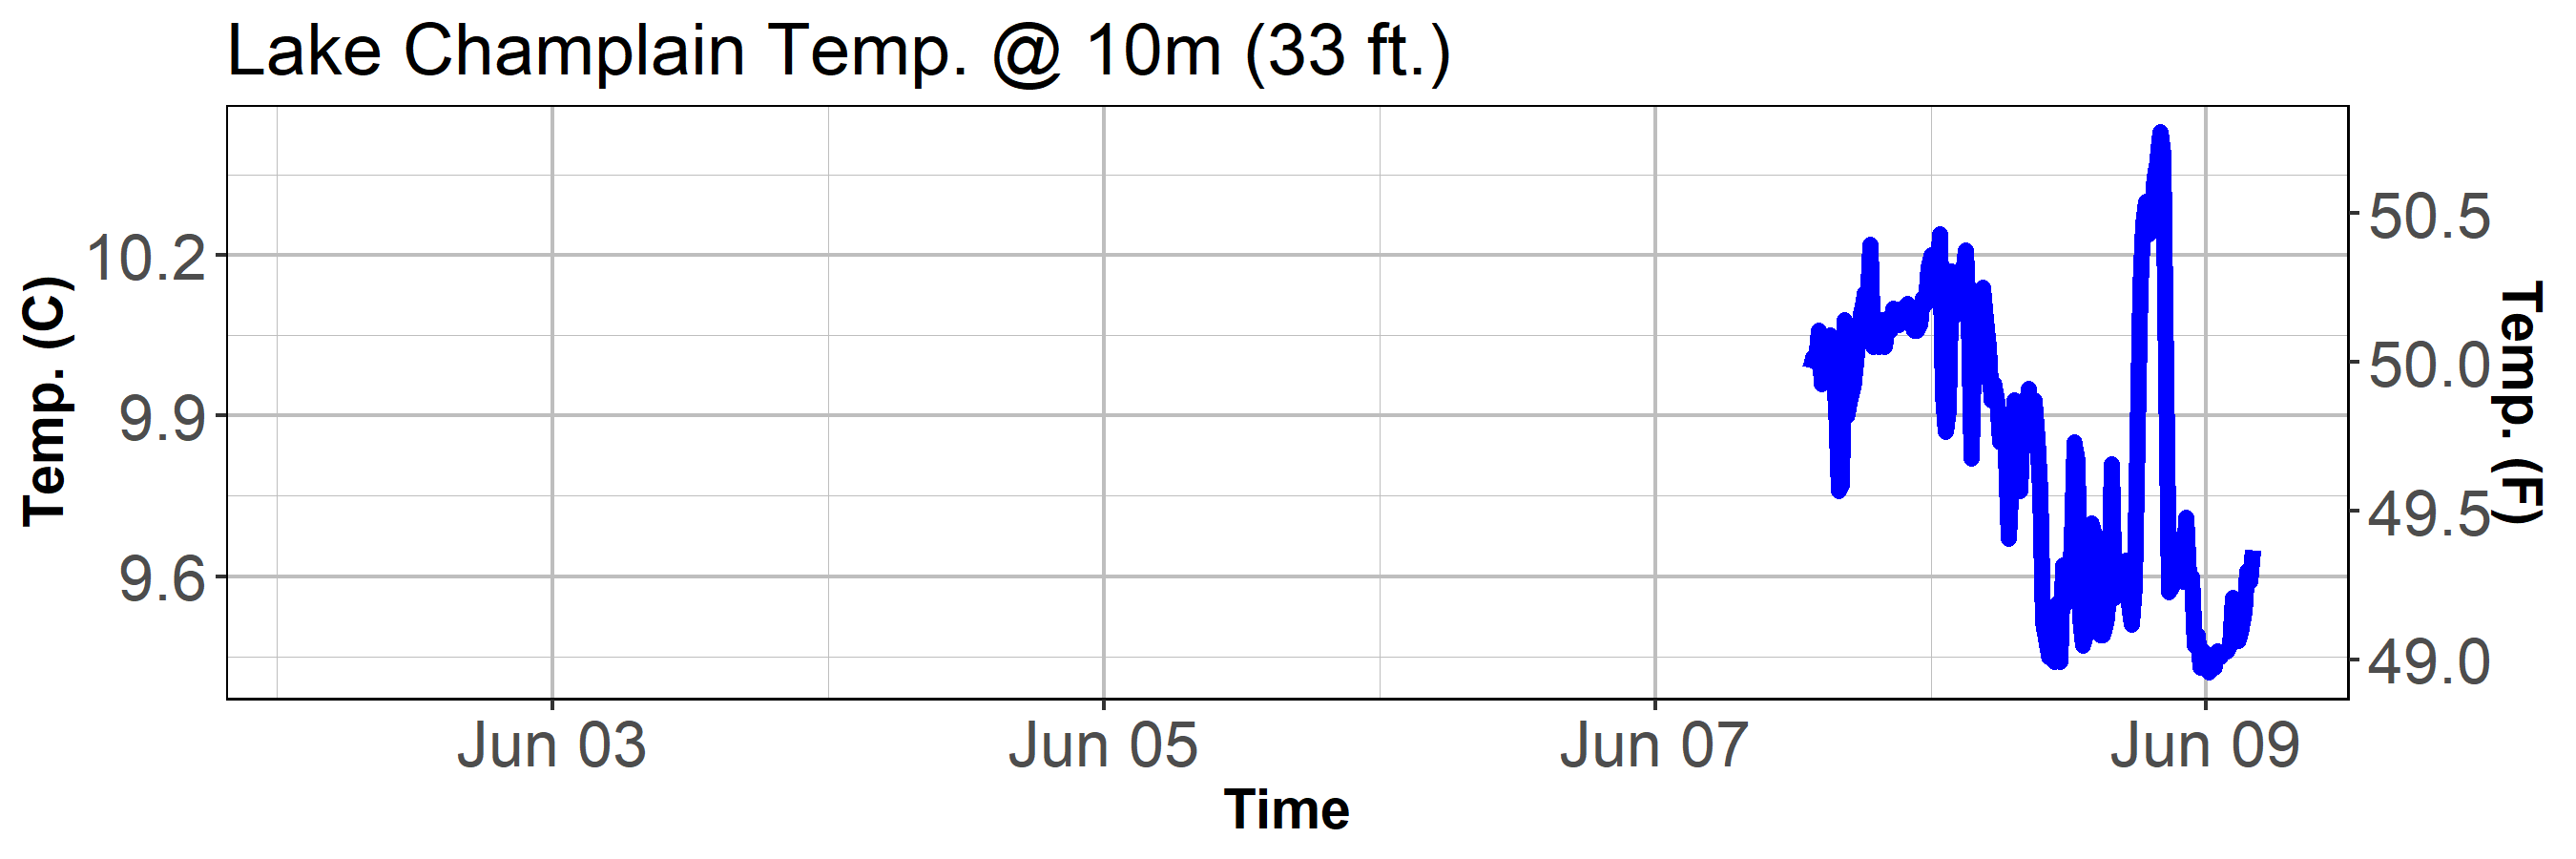 Lake Champlain Temp. @ 10m (33 ft.)
Temp. (C)
10.2
9.9
9.6
50.5
50.0
49.5
49.0
Temp. (F)
Jun 03
Jun 05
Jun 07
Jun 09
Time